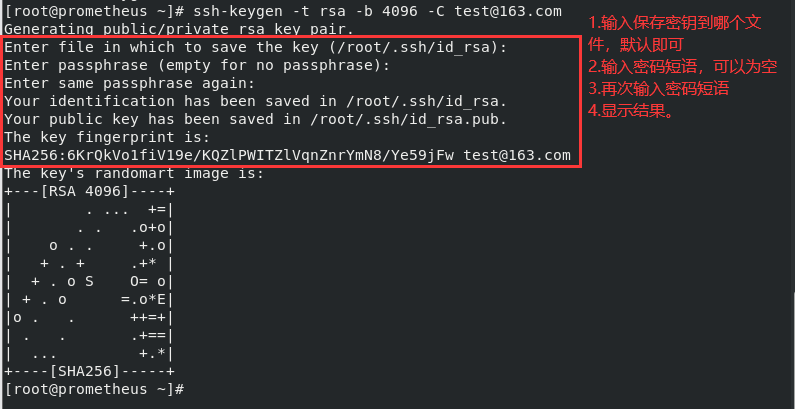 [root@prometheus ~]# ssh-keygen -t rsa -b 4096 -C test@163.com
Generating public/private rsa key pair.
Enter file in which to save the key (/root/.ssh/id_rsa):
Enter passphrase (empty for no passphrase):
Enter same passphrase again:
Your identification has been saved in /root/.ssh/id_rsa.
Your public key has been saved in /root/.ssh/id_rsa.pub.
The key fingerprint is:
SHA256:6KrQkVo1fiV19e/KQZlPWITZlVqnZnrYmN8/Ye59jFw test@163.com
The key's randomart image is:
+---[RSA 4096]----+
|        . ...  +=|
|       . .   .o+o|
|    o . .     +.o|
|   + . +     .+* |
|  + . o S    O= o|
| + . o      =.o*E|
|o .   .      ++=+|
| .   .       .+==|
|  ...         +.*|
+----[SHA256]-----+
[root@prometheus ~]#
1.输入保存密钥到哪个文
件，默认即可
2.输入密码短语，可以为空
3.再次输入密码短语
4.显示结果。